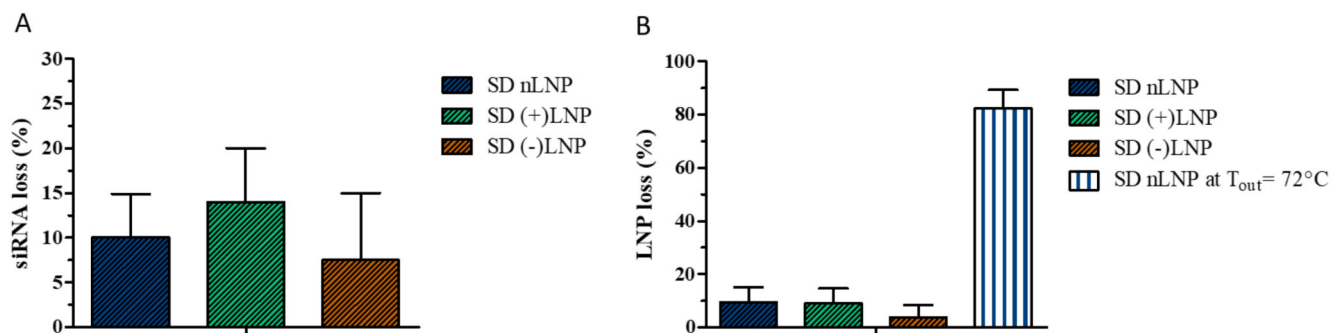 A
siRNA loss (%)
30
25
20
15
10
5
0
SD nLNP
SD (+)LNP
SD (-)LNP
B
LNP loss (%)
100
80
60
40
20
0
SD nLNP
SD (+)LNP
SD (-)LNP
SD nLNP at Tout= 72°C